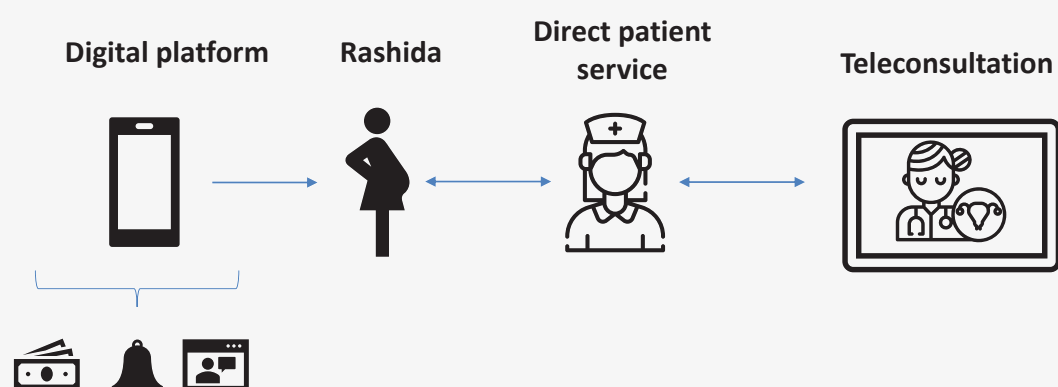 Digital platform
Rashida
Direct patient
service
Teleconsultation